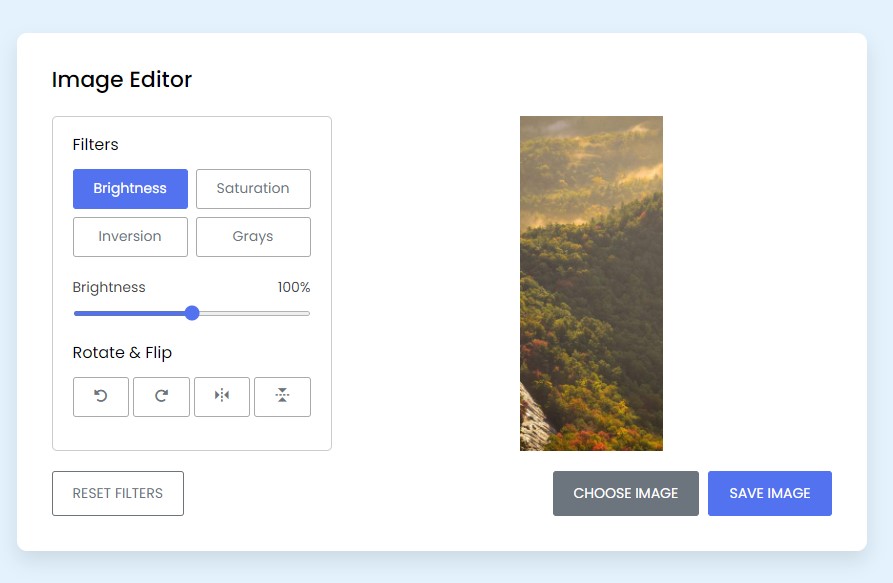 Image Editor
Filters
Brightness
Saturation
Inversion
Grays
Brightness 100%
Rotate & Flip
RESET FILTERS
CHOOSE IMAGE
SAVE IMAGE